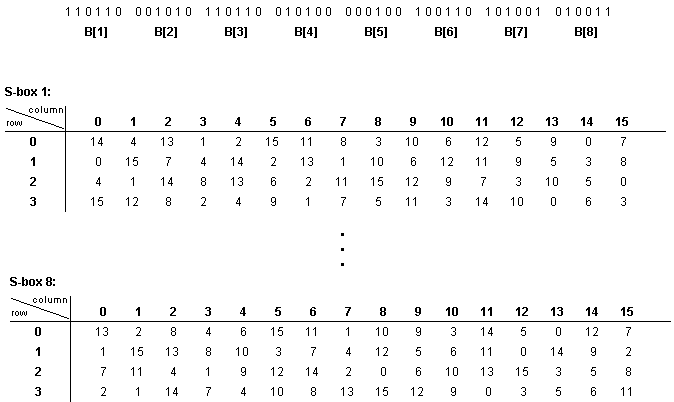 110110 001010 110110 010100 000100 100110 101001 010011
B[1] B[2] B[3] B[4] B[5] B[6] B[7] B[8]
S-box 1:
column
row
0 1 2 3 4 5 6 7 8 9 10 11 12 13 14 15
0 14 4 13 1 2 15 11 8 3 10 6 12 5 9 0 7
1 0 15 7 4 14 2 13 1 10 6 12 11 9 5 3 8
2 4 1 14 8 13 6 2 11 15 12 9 7 3 10 5 0
3 15 12 8 2 4 9 1 7 5 11 3 14 10 0 6 3
S-box 8:
column
row
0 1 2 3 4 5 6 7 8 9 10 11 12 13 14 15
0 13 2 8 4 6 15 11 1 10 9 3 14 5 0 12 7
1 1 15 13 8 10 3 7 4 12 5 6 11 0 14 9 2
2 7 11 4 1 9 12 14 2 0 6 10 13 15 3 5 8
3 2 1 14 7 4 10 8 13 15 12 9 0 3 5 6 11